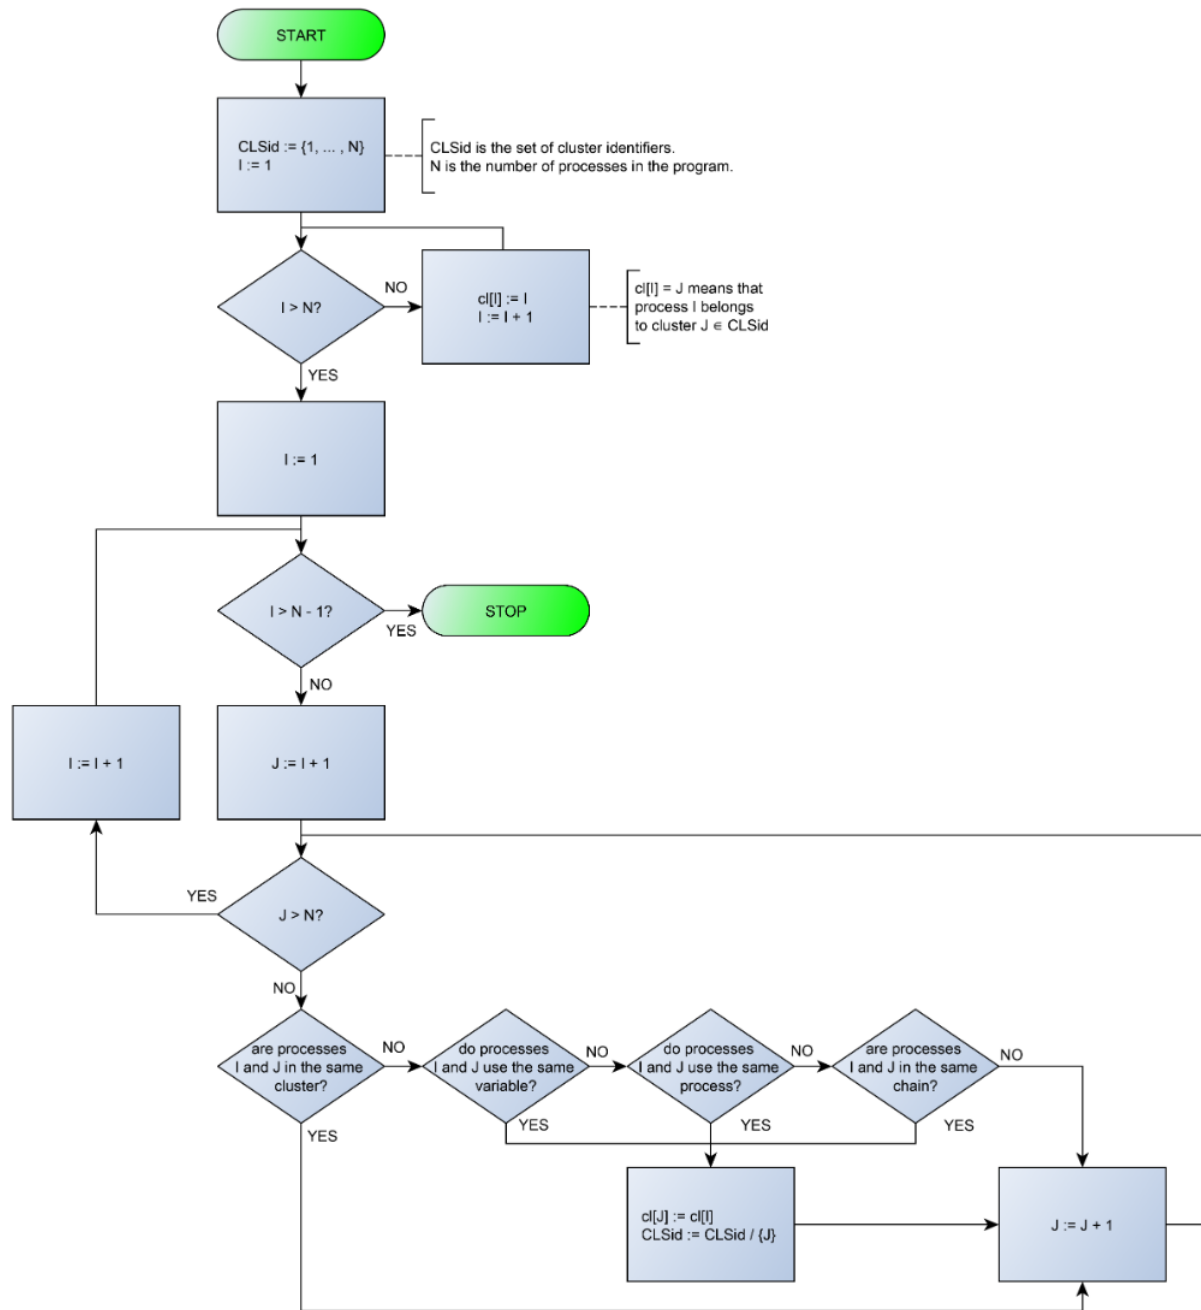 START
CLSid := {1, ... , N}
I := 1
CLSid is the set of cluster identifiers.
N is the number of processes in the program.
I > N?
NO
cl[I] := I
I := I + 1
cl[I] = J means that
process I belongs
to cluster J ∈ CLSid
YES
I := 1
I > N - 1?
YES
STOP
NO
I := I + 1
J := I + 1
YES
J > N?
NO
are processes
I and J in the same
cluster?
NO
do processes
I and J use the same
variable?
NO
do processes
I and J use the same
process?
NO
are processes
I and J in the same
chain?
NO
YES
YES
YES
YES
cl[J] := cl[I]
CLSid := CLSid / {J}
J := J + 1